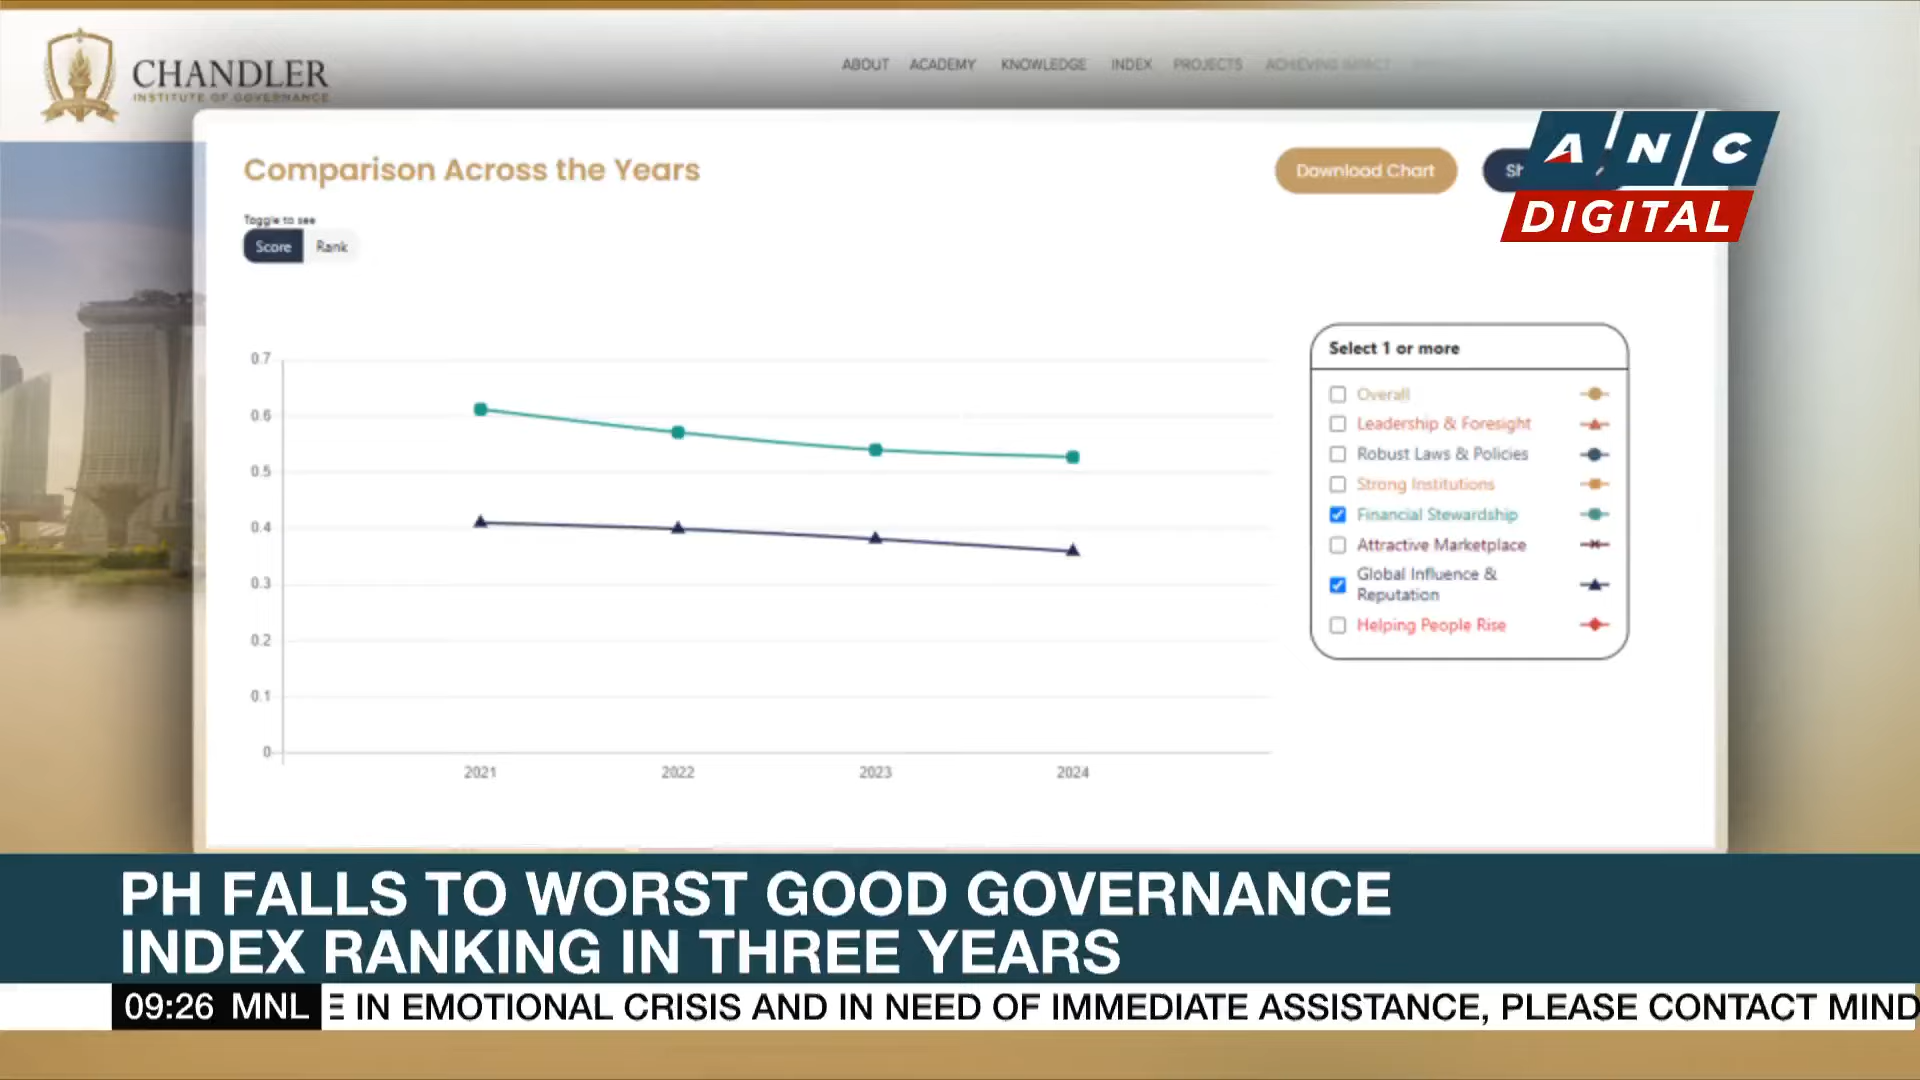 CHANDLER
INSTITUTE OF GOVERNANCE
ABOUT ACADEMY KNOWLEDGE INDEX PROJECTS ACHIEVING IMPACT
Comparison Across the Years
Download Chart
Sh
ANC
DIGITAL
Toggle to see
Score Rank
0.7
0.6
0.5
0.4
0.3
0.2
0.1
0
2021 2022 2023 2024
Select 1 or more
Overall
Leadership & Foresight
Robust Laws & Policies
Strong Institutions
Financial Stewardship
Attractive Marketplace
Global Influence &
Reputation
Helping People Rise
PH FALLS TO WORST GOOD GOVERNANCE
INDEX RANKING IN THREE YEARS
09:26 MNL E IN EMOTIONAL CRISIS AND IN NEED OF IMMEDIATE ASSISTANCE, PLEASE CONTACT MIND